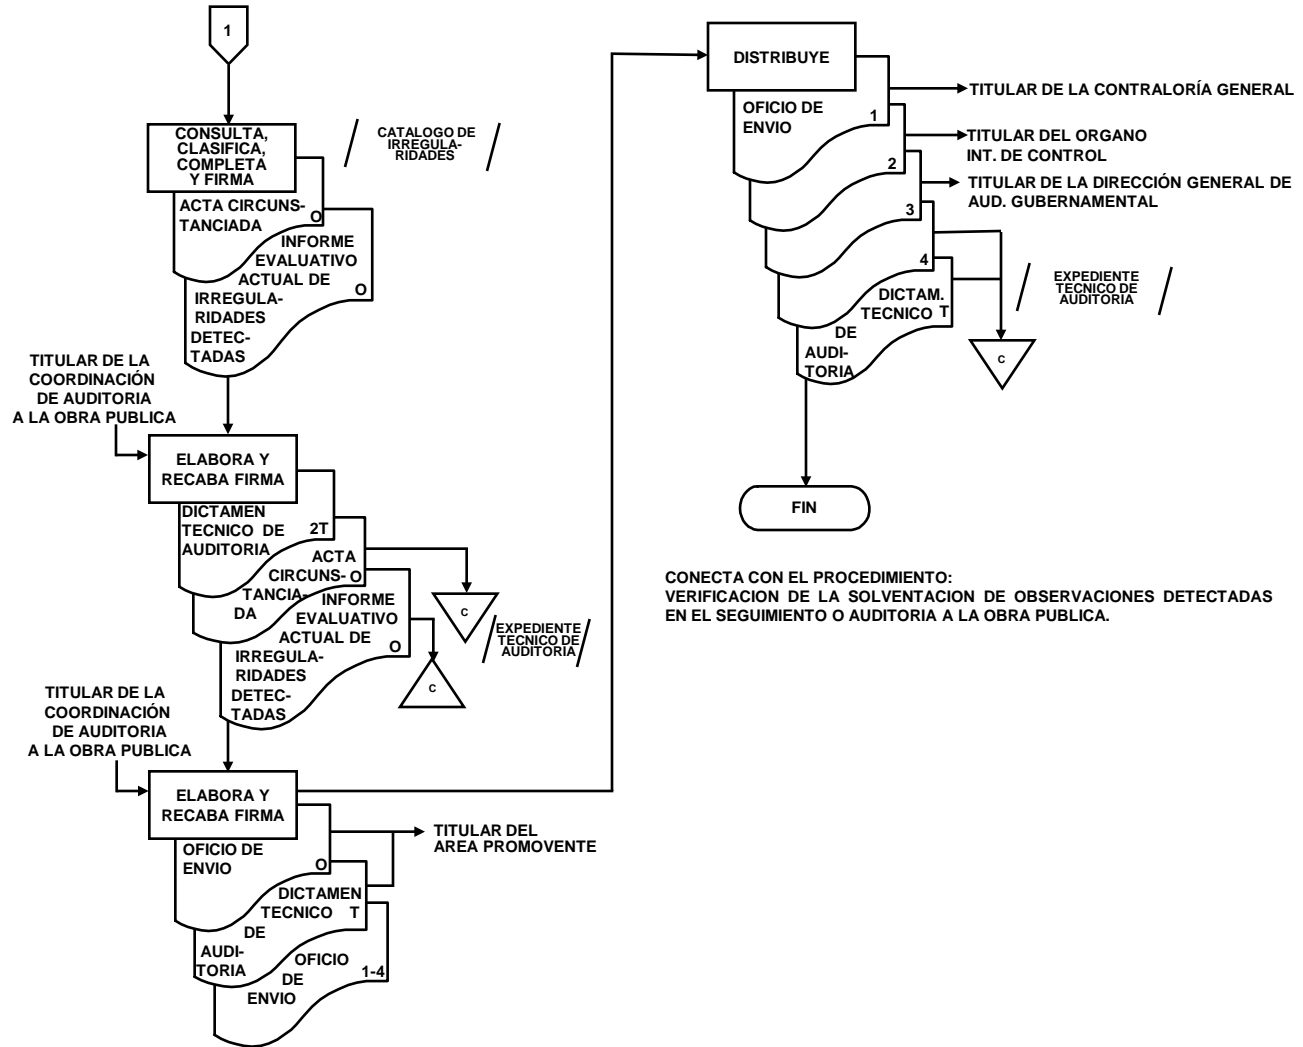 1
CONSULTA,
CLASIFICA,
COMPLETA
Y FIRMA
CATALOGO DE
IRREGULA-
RIDADES
ACTA CIRCUNS-
TANCIADA
O
INFORME
EVALUATIVO
ACTUAL DE
IRREGULA-
RIDADES
DETEC-
TADAS
O
TITULAR DE LA
COORDINACIÓN
DE AUDITORIA
A LA OBRA PUBLICA
ELABORA Y
RECABA FIRMA
DICTAMEN
TECNICO DE
AUDITORIA
2T
ACTA
CIRCUNS-
TANCIA-
DA
O
INFORME
EVALUATIVO
ACTUAL DE
IRREGULA-
RIDADES
DETEC-
TADAS
O
C
EXPEDIENTE
TECNICO DE
AUDITORIA
C
TITULAR DE LA
COORDINACIÓN
DE AUDITORIA
A LA OBRA PUBLICA
ELABORA Y
RECABA FIRMA
OFICIO DE
ENVIO
O
TITULAR DEL
AREA PROMOVENTE
DICTAMEN
TECNICO T
DE
AUDI-
TORIA
OFICIO
DE
ENVIO
1-4
DISTRIBUYE
OFICIO DE
ENVIO
1
TITULAR DE LA CONTRALORÍA GENERAL
2
TITULAR DEL ORGANO
INT. DE CONTROL
3
TITULAR DE LA DIRECCIÓN GENERAL DE
AUD. GUBERNAMENTAL
4
DICTAM.
TECNICO T
DE
AUDI-
TORIA
EXPEDIENTE
TECNICO DE
AUDITORIA
C
FIN
CONECTA CON EL PROCEDIMIENTO:
VERIFICACION DE LA SOLVENTACION DE OBSERVACIONES DETECTADAS
EN EL SEGUIMIENTO O AUDITORIA A LA OBRA PUBLICA.